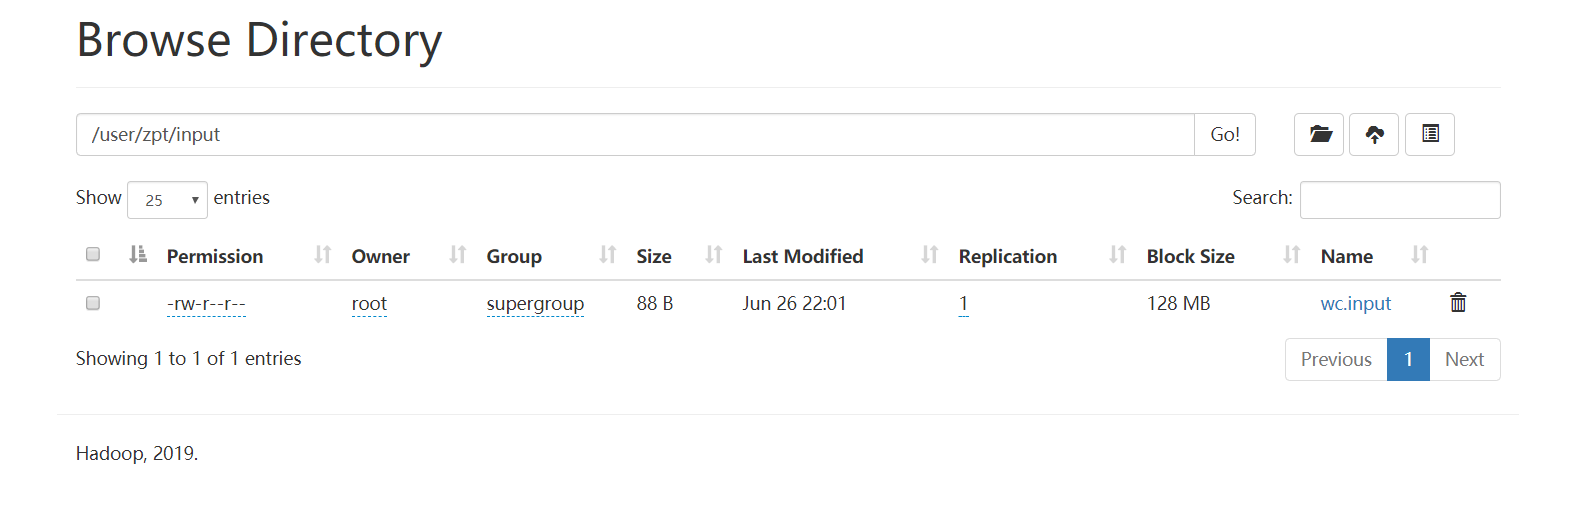 Browse Directory
/user/zpt/input Go!
Show 25 entries Search:
Permission Owner Group Size Last Modified Replication Block Size Name
-rw-r--r-- root supergroup 88 B Jun 26 22:01 1 128 MB wc.input
Showing 1 to 1 of 1 entries Previous 1 Next
Hadoop, 2019.